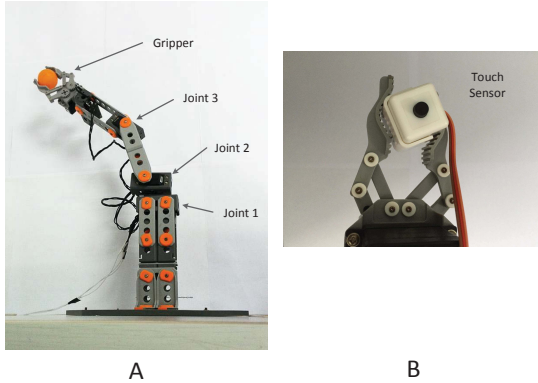 Gripper
Joint 3
Joint 2
Joint 1
Touch
Sensor
A
B